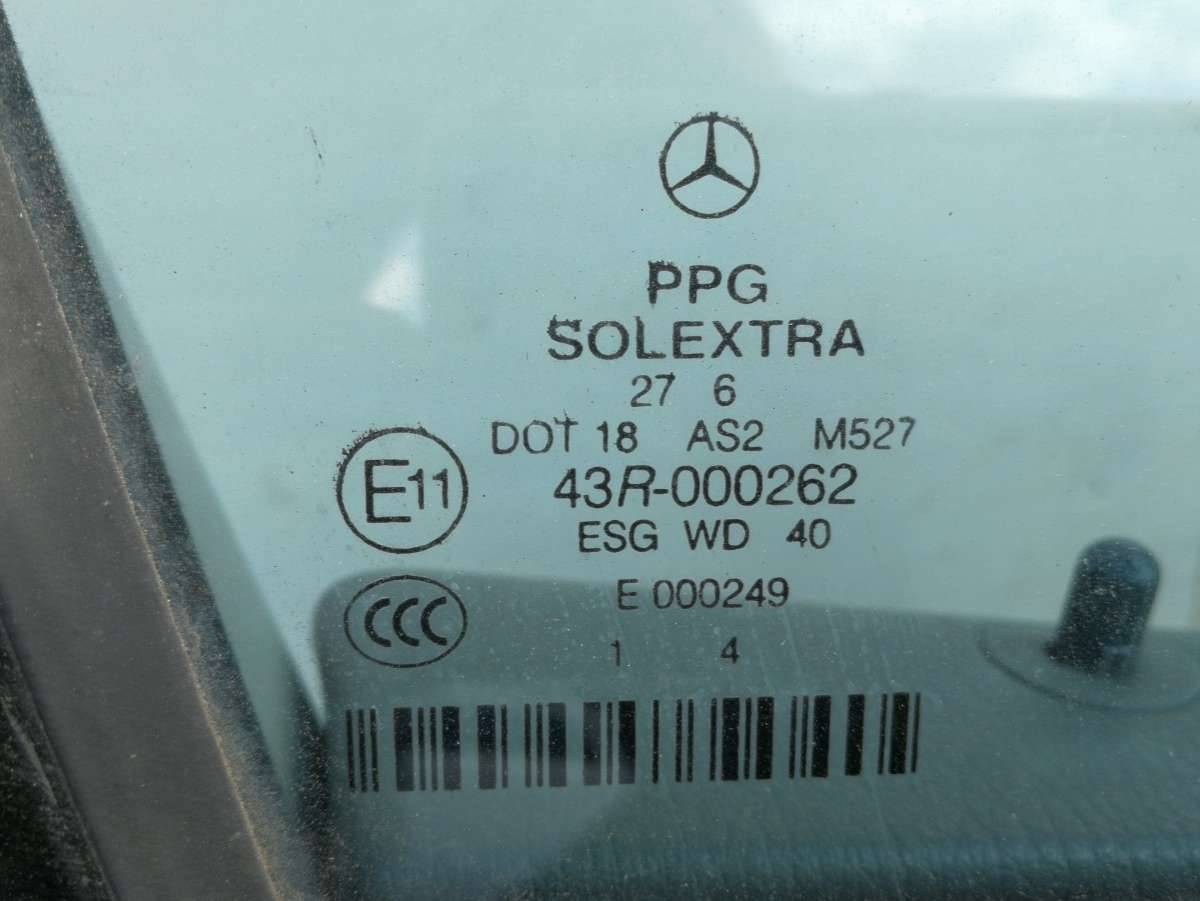 PPG
SOLEXTRA
27 6
DOT 18 AS2 M527
E11
43R-000262
ESG WD 40
E 000249
CCC
1 4